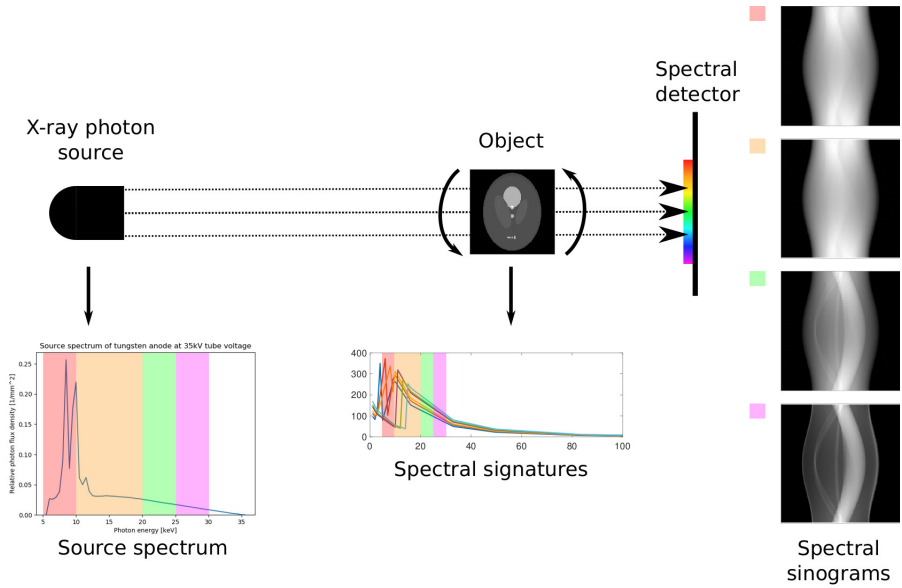 X-ray photon
source
Object
Spectral
detector
Source spectrum of tungsten anode at 35kV tube voltage
Relative photon flux density [1/mm^2]
0.25
0.20
0.15
0.10
0.05
0.00
5
10
15
20
25
30
35
Photon energy [keV]
Source spectrum
400
300
200
100
0
0
20
40
60
80
100
Spectral signatures
Spectral
sinograms